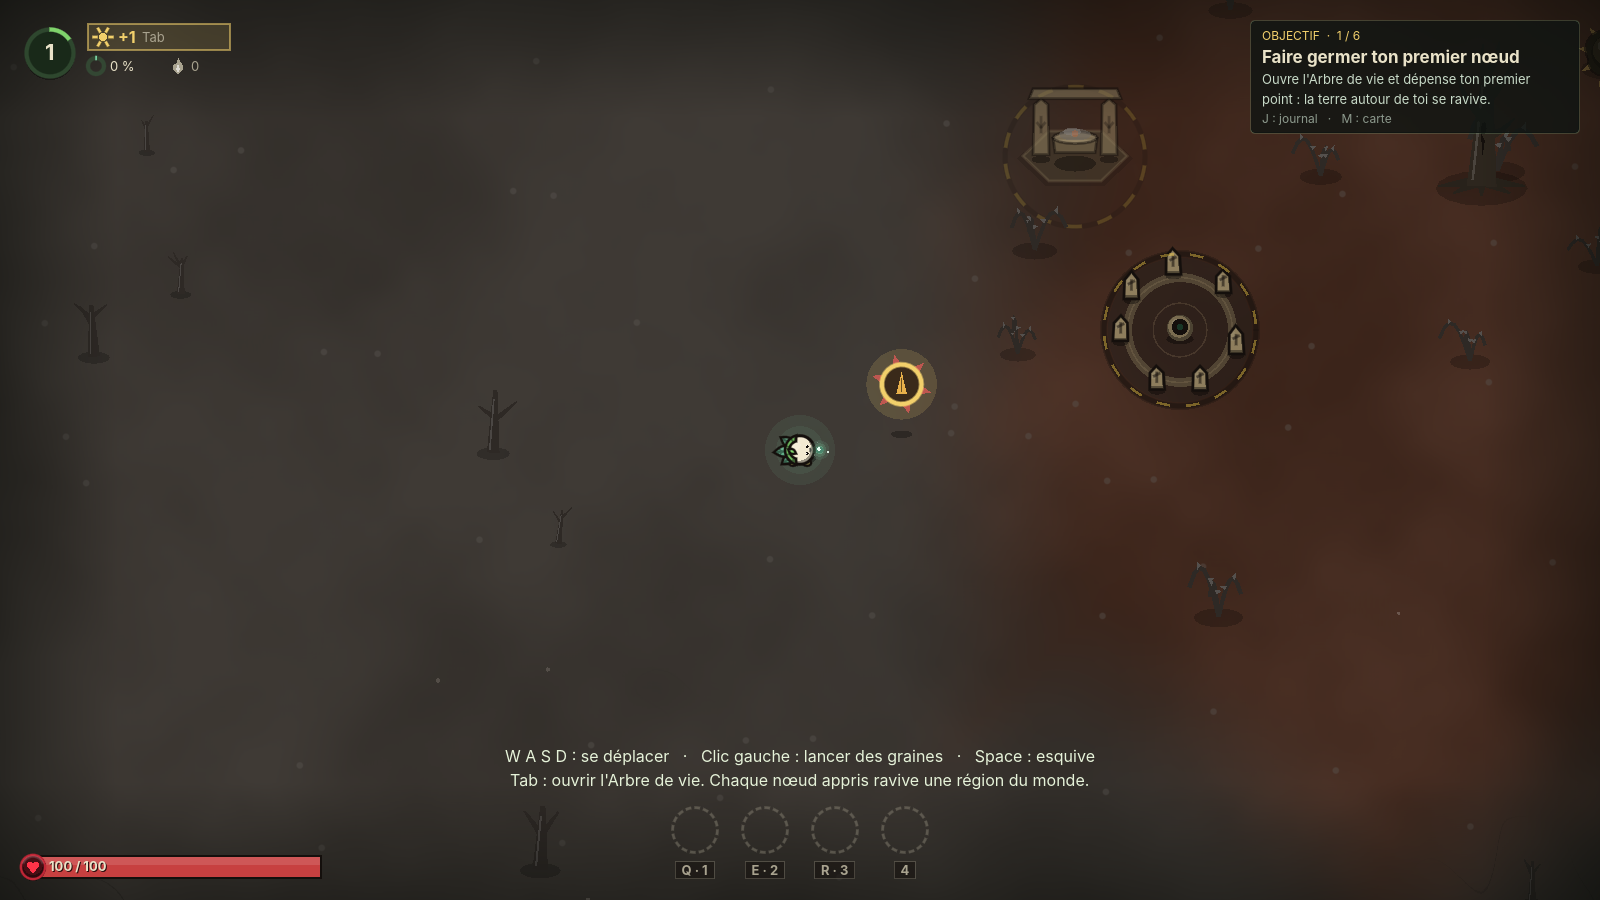 1
+1 Tab
0 %
0
OBJECTIF · 1 / 6
Faire germer ton premier nœud
Ouvre l'Arbre de vie et dépense ton premier
point : la terre autour de toi se ravive.
J : journal · M : carte
W A S D : se déplacer · Clic gauche : lancer des graines · Space : esquive
Tab : ouvrir l'Arbre de vie. Chaque nœud appris ravive une région du monde.
100 / 100
Q · 1
E · 2
R · 3
4